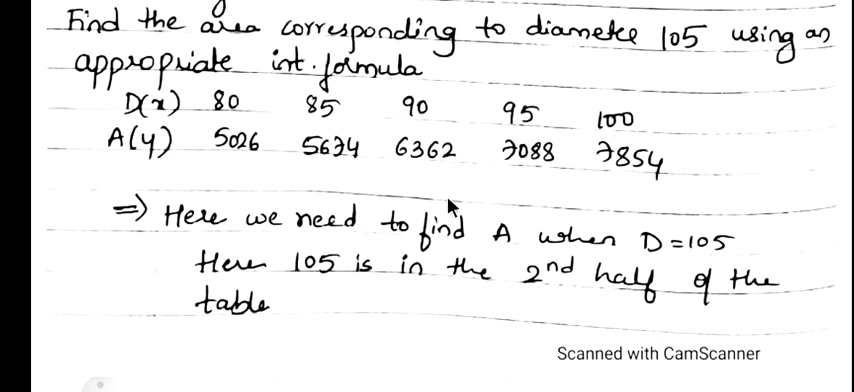 Find the area corresponding to diameter 105 using an
appropriate int. formula
D(x) 80 85 90 95 100
A(y) 5026 5674 6362 7088 7854
=> Here we need to find A when D=105
Here 105 is in the 2nd half of the
table
Scanned with CamScanner